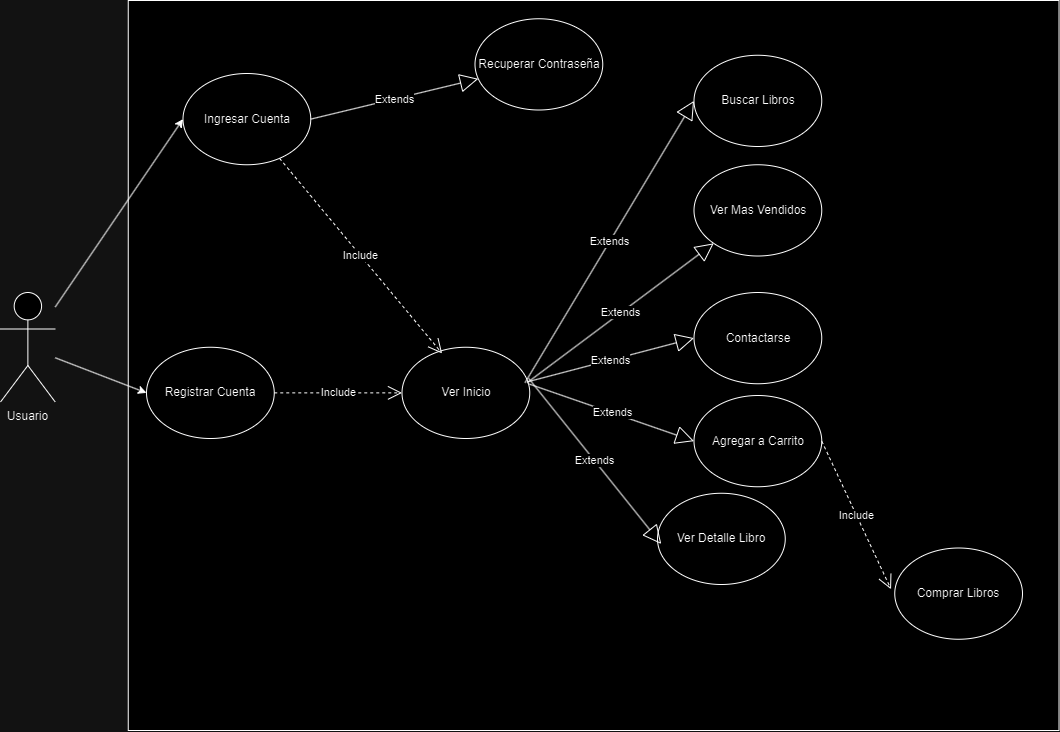 Recuperar Contraseña
Extends
Ingresar Cuenta
Buscar Libros
Ver Mas Vendidos
Extends
Include
Extends
Contactarse
Extends
Usuario
Registrar Cuenta
Include
Ver Inicio
Extends
Agregar a Carrito
Extends
Include
Ver Detalle Libro
Comprar Libros